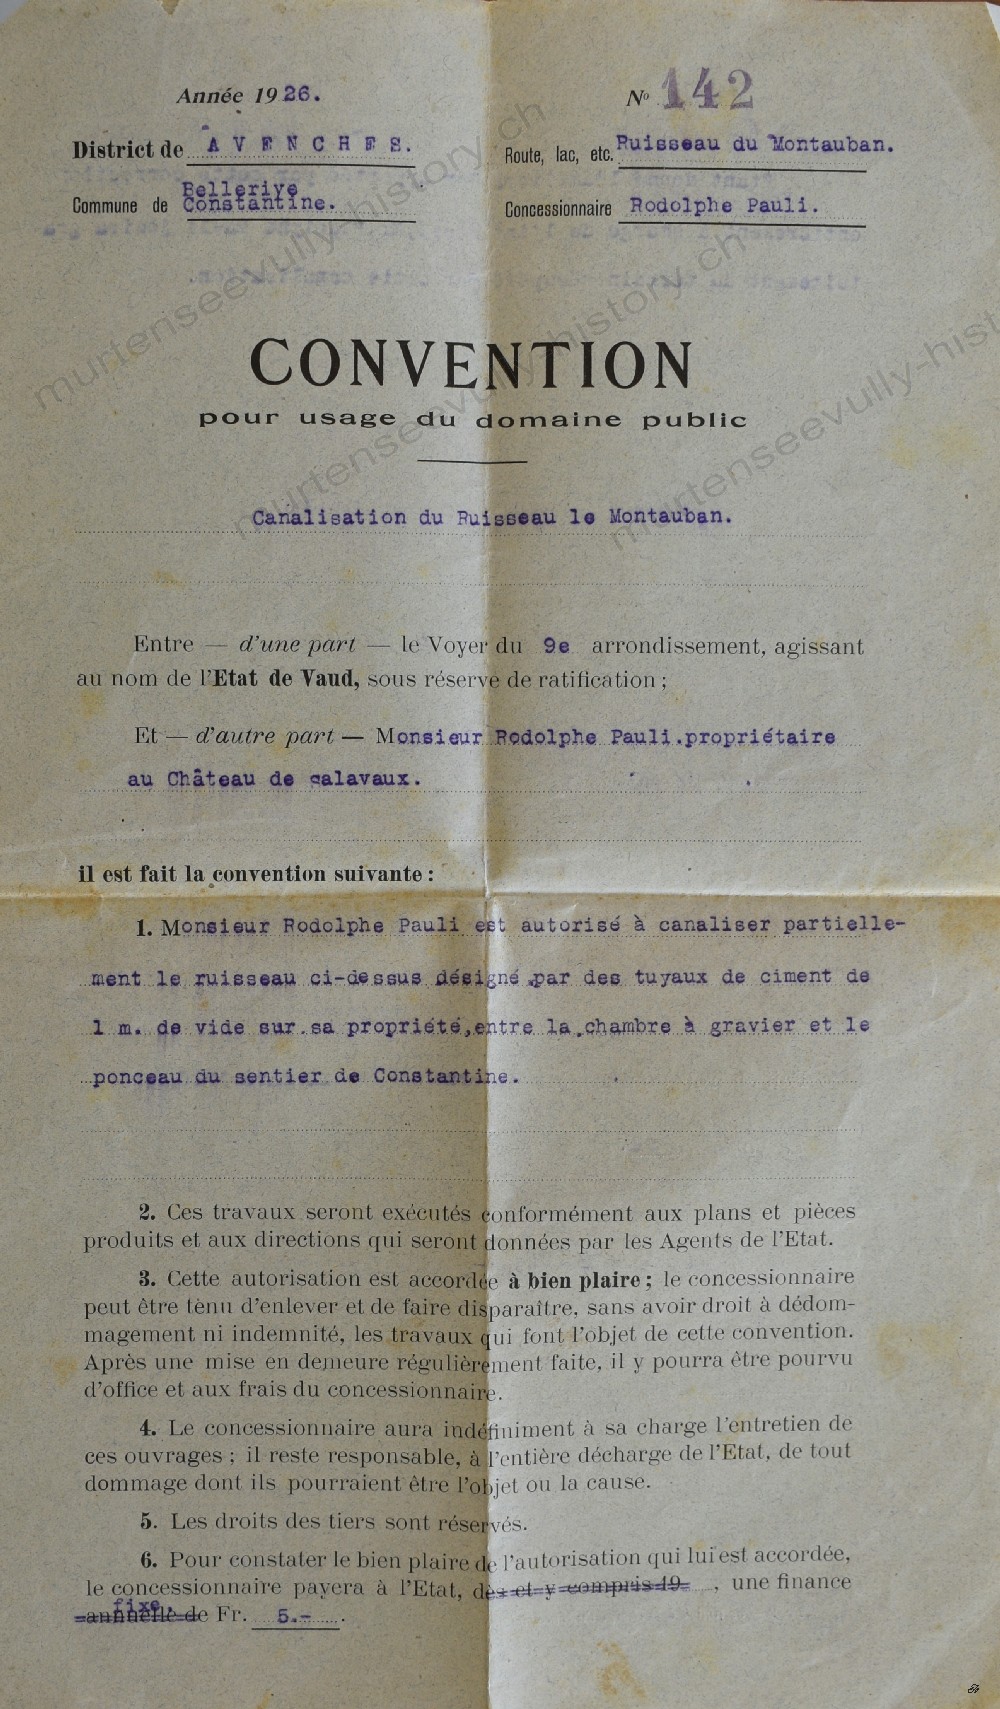 Année 1926.
No 142
District de AVENCHES.
Route, lac, etc. Ruisseau du Montauban.
Bellerive
Commune de Constantine.
Concessionnaire Rodolphe Pauli.
CONVENTION
pour usage du domaine public
Canalisation du Ruisseau le Montauban.
Entre — d'une part — le Voyer du 9e arrondissement, agissant
au nom de l'Etat de Vaud, sous réserve de ratification ;
Et — d'autre part — Monsieur Rodolphe Pauli.propriétaire
au Château de salavaux.
il est fait la convention suivante :
1. Monsieur Rodolphe Pauli est autorisé à canaliser partielle-
ment le ruisseau ci-dessus désigné par des tuyaux de ciment de
1 m. de vide sur sa propriété,entre la chambre à gravier et le
ponceau du sentier de Constantine.
2. Ces travaux seront exécutés conformément aux plans et pièces
produits et aux directions qui seront données par les Agents de l'Etat.
3. Cette autorisation est accordée à bien plaire ; le concessionnaire
peut être tenu d'enlever et de faire disparaître, sans avoir droit à dédom-
magement ni indemnité, les travaux qui font l'objet de cette convention.
Après une mise en demeure régulièrement faite, il y pourra être pourvu
d'office et aux frais du concessionnaire.
4. Le concessionnaire aura indéfiniment à sa charge l'entretien de
ces ouvrages ; il reste responsable, à l'entière décharge de l'Etat, de tout
dommage dont ils pourraient être l'objet ou la cause.
5. Les droits des tiers sont réservés.
6. Pour constater le bien plaire de l'autorisation qui lui est accordée,
le concessionnaire payera à l'Etat, dès et y compris 19 , une finance
fixe.
annuelle de Fr. 5.- .
murtenseevully-history.ch
murtenseevully-history.ch
murtenseevully-hist